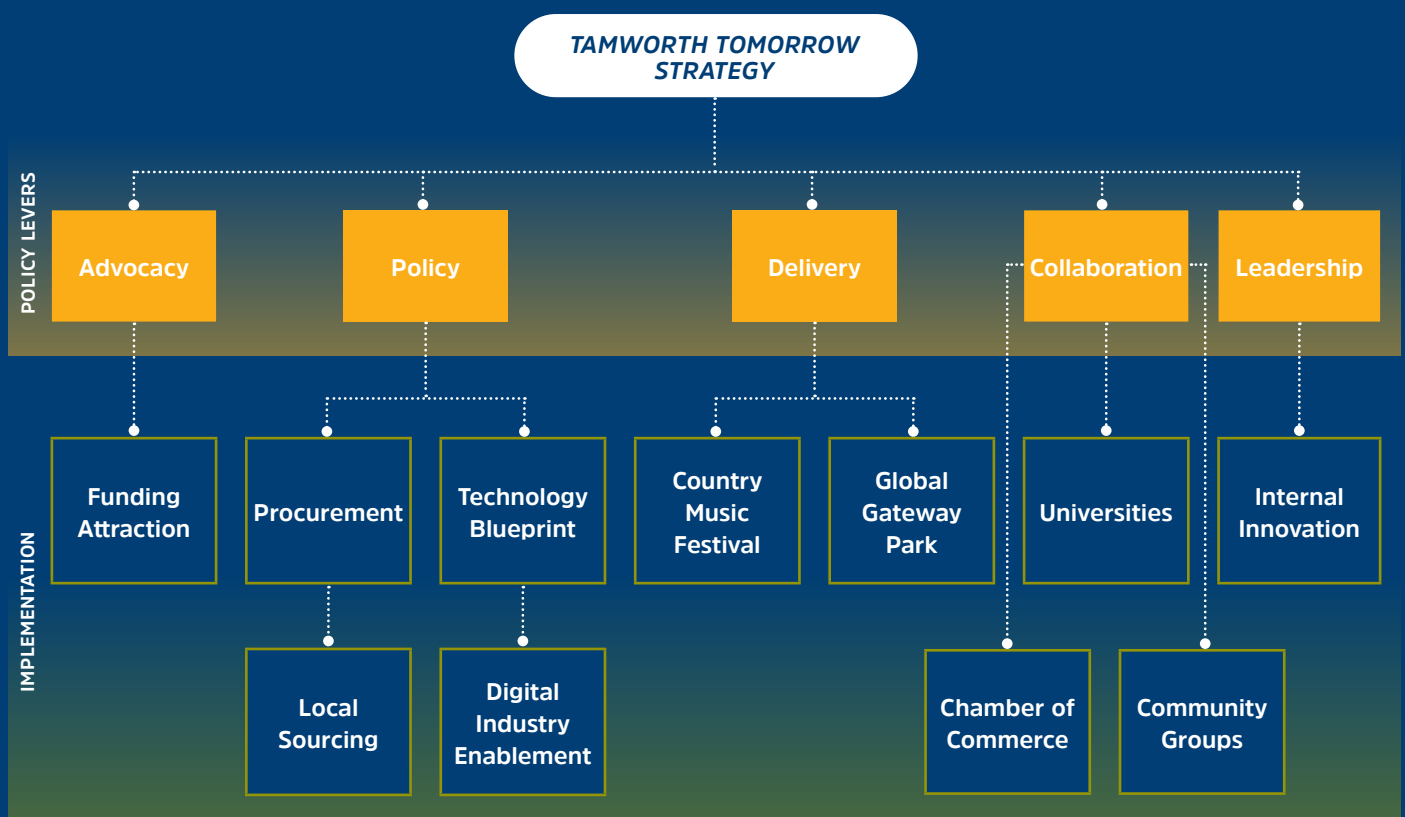 TAMWORTH TOMORROW
STRATEGY
POLICY LEVERS
Advocacy
Policy
Delivery
Collaboration
Leadership
IMPLEMENTATION
Funding
Attraction
Procurement
Technology
Blueprint
Country
Music
Festival
Global
Gateway
Park
Universities
Internal
Innovation
Local
Sourcing
Digital
Industry
Enablement
Chamber of
Commerce
Community
Groups